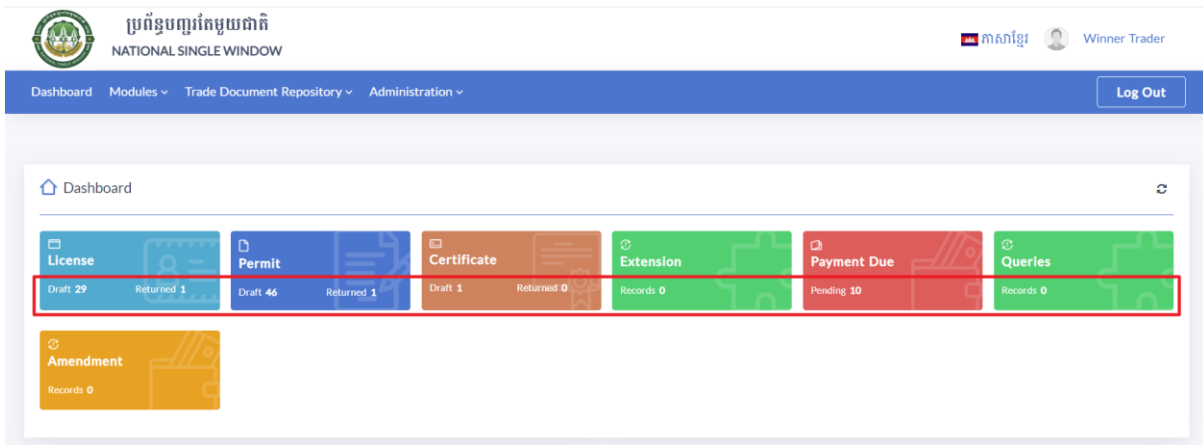 ប្រព័ន្ធបញ្ជរតែមួយជាតិ
NATIONAL SINGLE WINDOW
ភាសាខ្មែរ Winner Trader
Dashboard Modules Trade Document Repository Administration Log Out
Dashboard
License Permit Certificate Extension Payment Due Queries
Draft 29 Returned 1 Draft 46 Returned 1 Draft 1 Returned 0 Records 0 Pending 10 Records 0
Amendment
Records 0